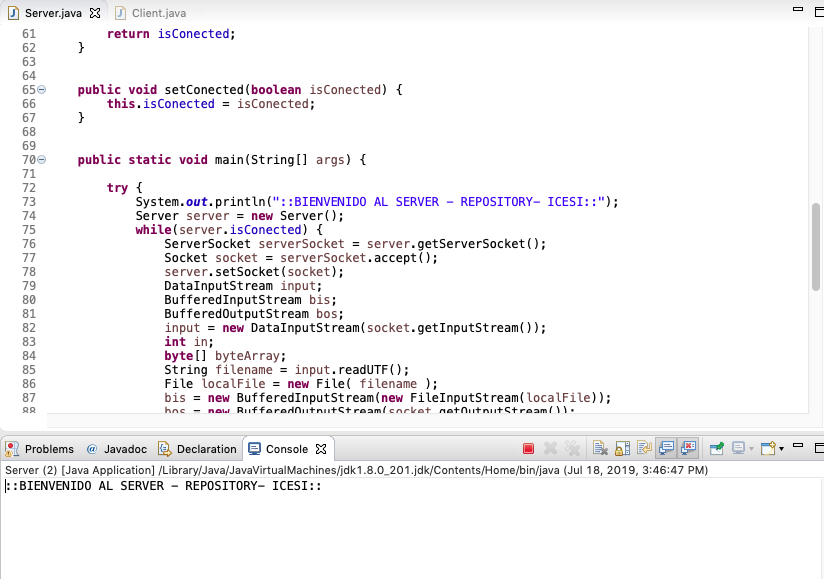 Server.java Client.java
61 return isConected;
62 }
63
64
65 public void setConected(boolean isConected) {
66 this.isConected = isConected;
67 }
68
69
70 public static void main(String[] args) {
71
72 try {
73 System.out.println("::BIENVENIDO AL SERVER - REPOSITORY- ICESI::");
74 Server server = new Server();
75 while(server.isConected) {
76 ServerSocket serverSocket = server.getServerSocket();
77 Socket socket = serverSocket.accept();
78 server.setSocket(socket);
79 DataInputStream input;
80 BufferedInputStream bis;
81 BufferedOutputStream bos;
82 input = new DataInputStream(socket.getInputStream());
83 int in;
84 byte[] byteArray;
85 String filename = input.readUTF();
86 File localFile = new File( filename );
87 bis = new BufferedInputStream(new FileInputStream(localFile));
88 bos = new BufferedOutputStream(socket.getOutputStream());
Problems @ Javadoc Declaration Console
Server (2) [Java Application] /Library/Java/JavaVirtualMachines/jdk1.8.0_201.jdk/Contents/Home/bin/java (Jul 18, 2019, 3:46:47 PM)
::BIENVENIDO AL SERVER - REPOSITORY- ICESI::